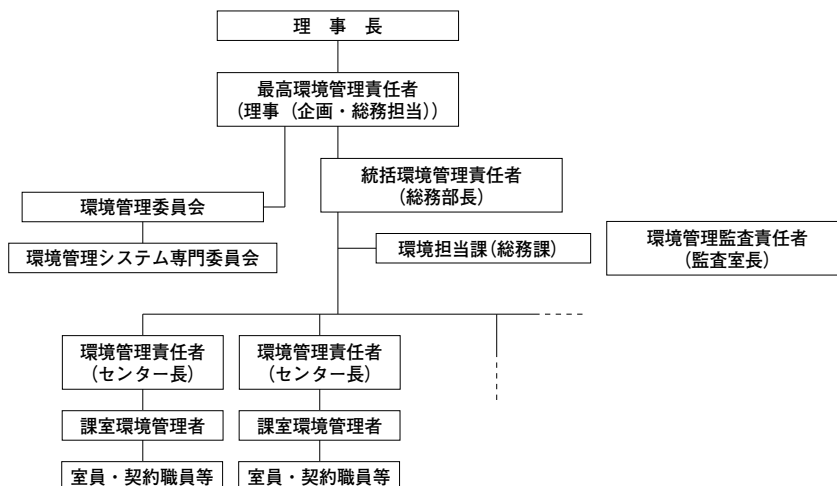 理　事　長
最高環境管理責任者
(理事（企画・総務担当）)
統括環境管理責任者
(総務部長)
環境管理委員会
環境管理システム専門委員会
環境担当課(総務課)
環境管理監査責任者
(監査室長)
環境管理責任者
(センター長)
環境管理責任者
(センター長)
課室環境管理者
課室環境管理者
室員・契約職員等
室員・契約職員等